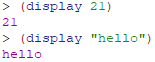 > (display 21)
21
> (display "hello")
hello